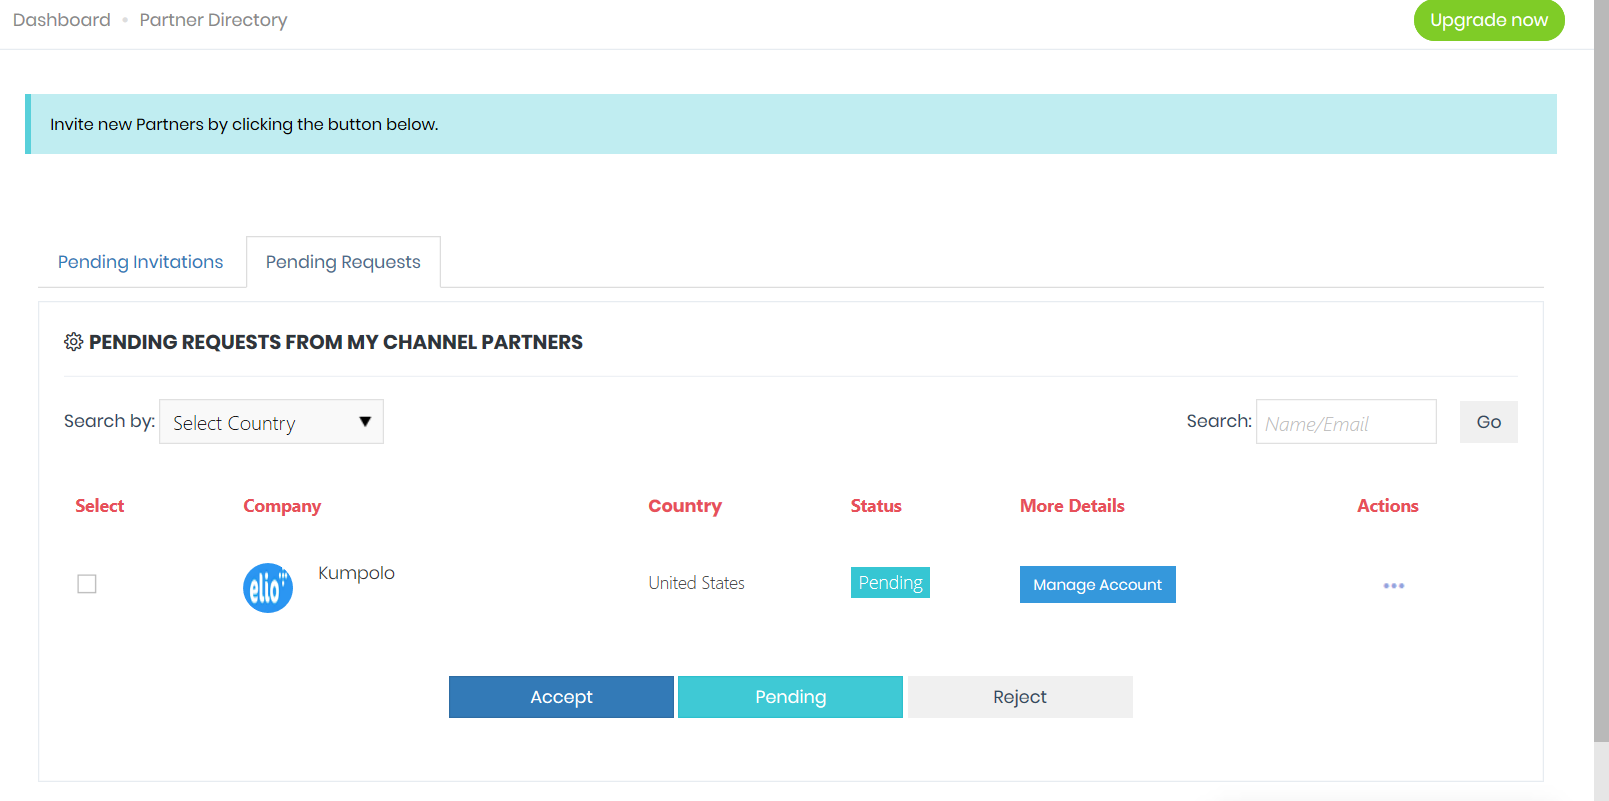 Dashboard • Partner Directory
Upgrade now
Invite new Partners by clicking the button below.
Pending Invitations
Pending Requests
PENDING REQUESTS FROM MY CHANNEL PARTNERS
Search by: Select Country
Search: Name/Email Go
Select Company Country Status More Details Actions
elio Kumpolo United States Pending Manage Account
Accept Pending Reject